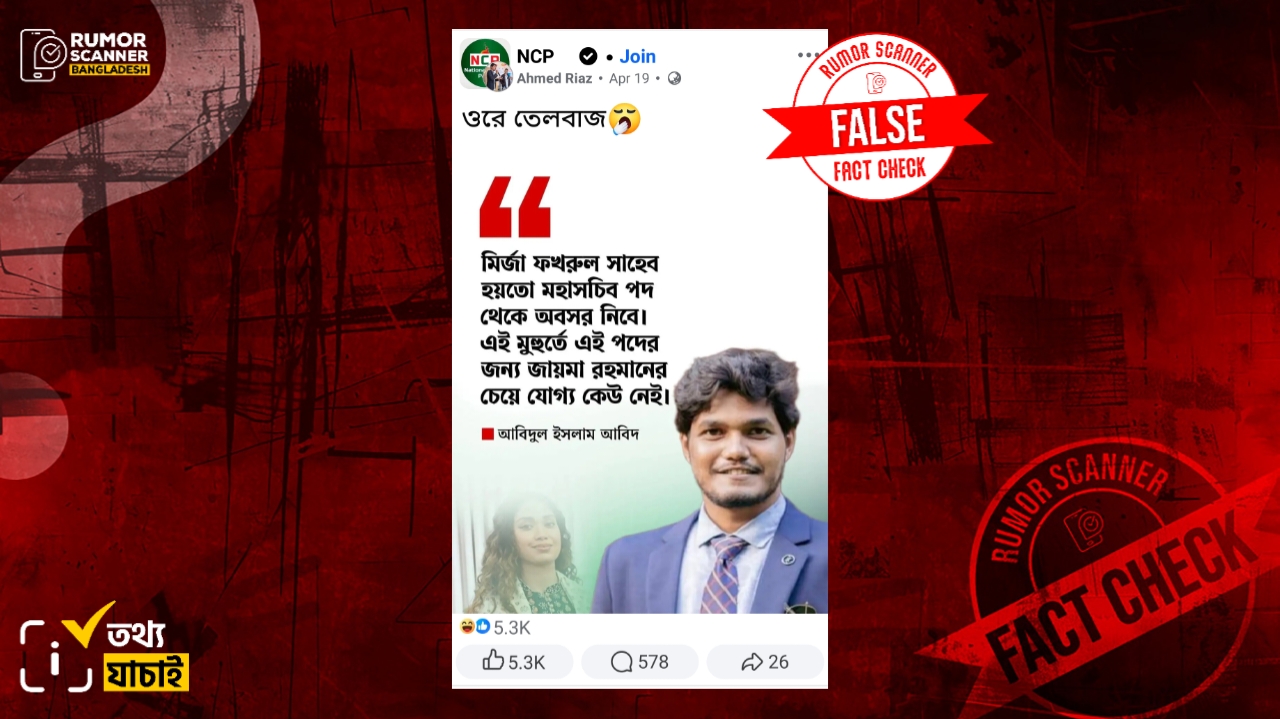 RUMOR
SCANNER
BANGLADESH
NCP • Join
Ahmed Riaz • Apr 19 •
ওরে তেলবাজ🥱
RUMOR SCANNER
FALSE
FACT CHECK
“
মির্জা ফখরুল সাহেব
হয়তো মহাসচিব পদ
থেকে অবসর নিবে।
এই মুহুর্তে এই পদের
জন্য জায়মা রহমানের
চেয়ে যোগ্য কেউ নেই।
আবিদুল ইসলাম আবিদ
5.3K
5.3K 578 26
তথ্য
যাচাই
RUMOR SCANNER
FACT CHECK